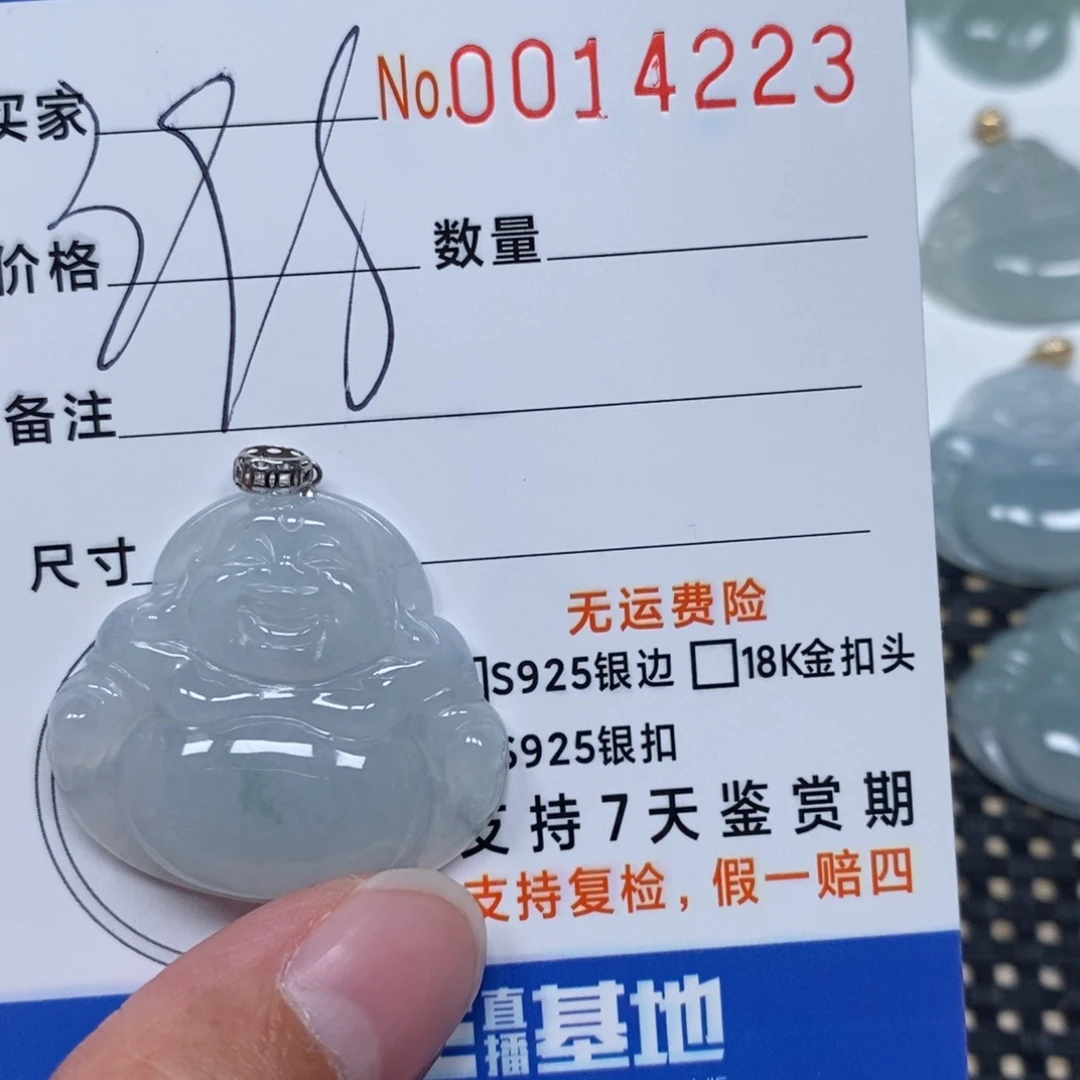 买家 No.0014223
价格 398 数量
备注
尺寸
无运费险
S925银边 18K金扣头
S925银扣
支持7天鉴赏期
支持复检，假一赔四
直播基地